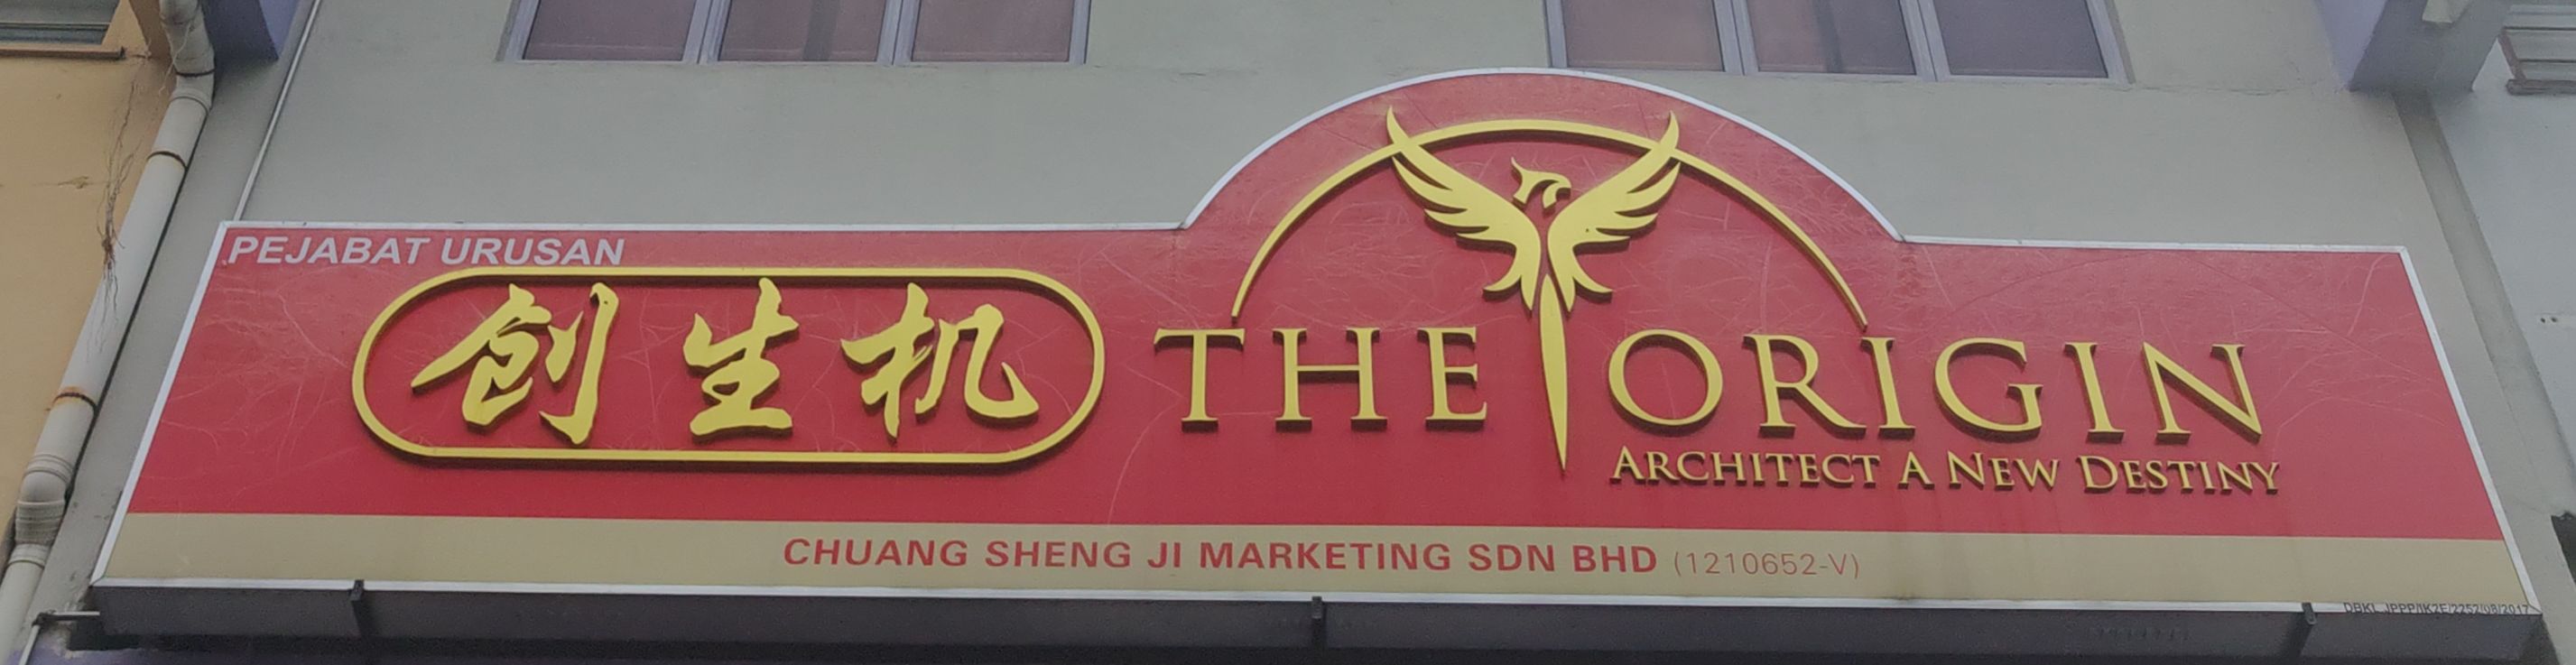 PEJABAT URUSAN
创生机
THE ORIGIN
ARCHITECT A NEW DESTINY
CHUANG SHENG JI MARKETING SDN BHD (1210652-V)